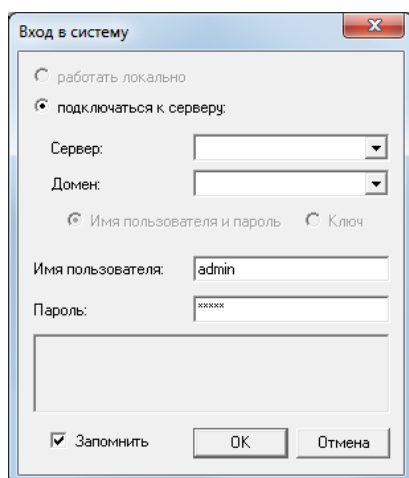 Вход в систему
работать локально
подключаться к серверу:
Сервер:
Домен:
Имя пользователя и пароль Ключ
Имя пользователя: admin
Пароль: *****
Запомнить OK Отмена